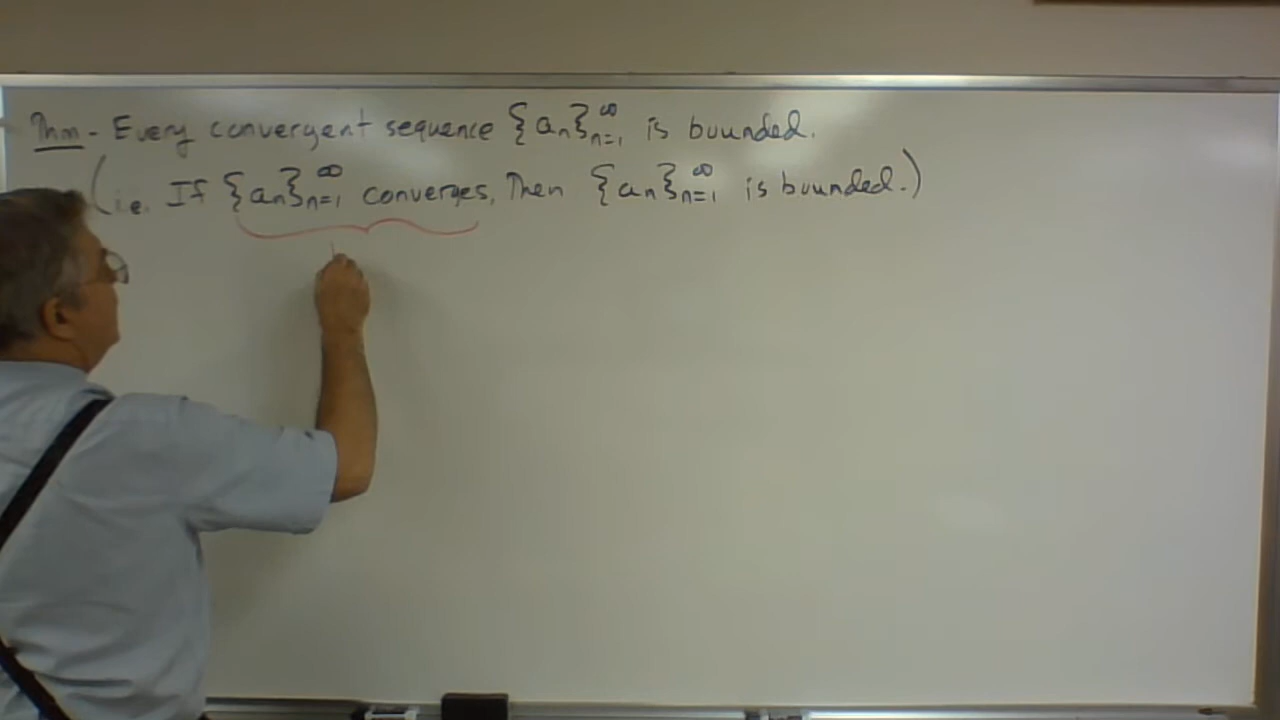 Thm - Every convergent sequence {aₙ}ₙ₌₁^∞ is bounded.
(i.e. If {aₙ}ₙ₌₁^∞ converges, Then {aₙ}ₙ₌₁^∞ is bounded.)